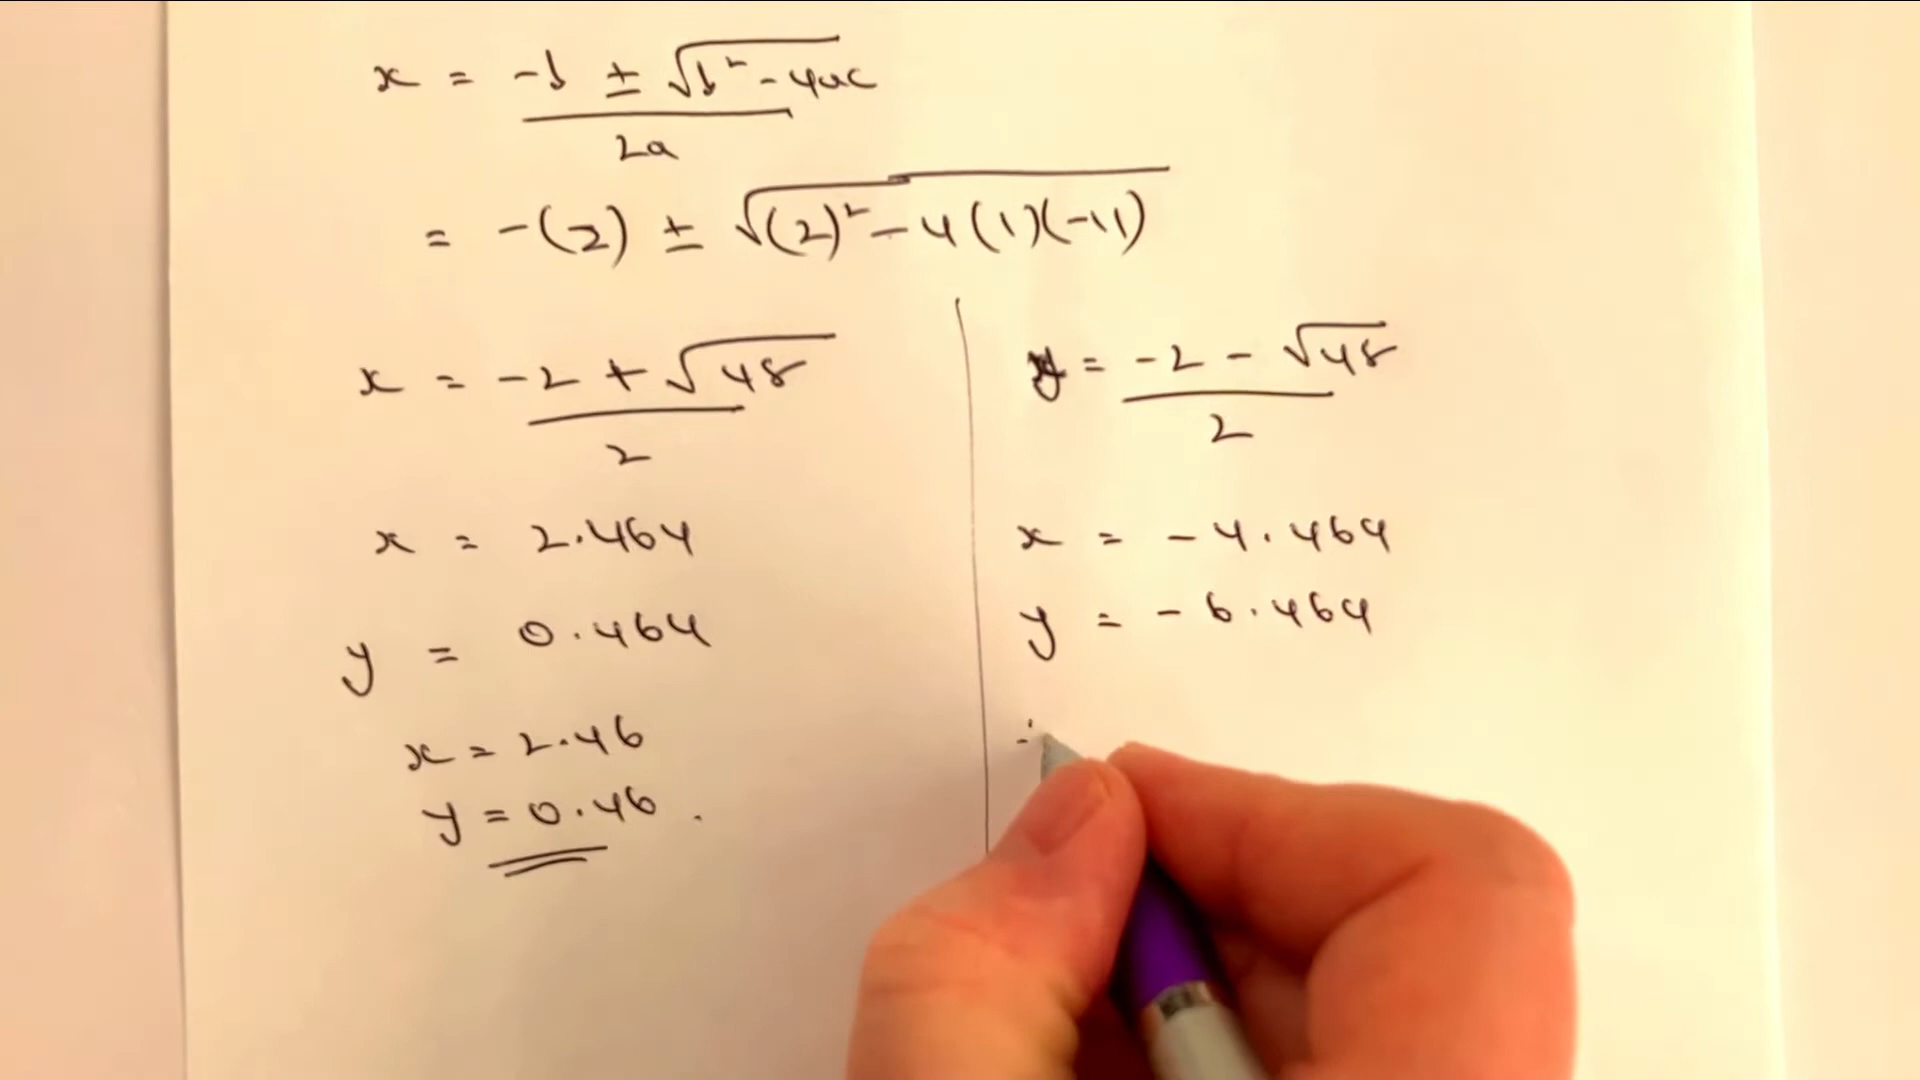 x = -b ± √b² - 4ac
2a
= -(2) ± √(2)² - 4(1)(-11)
x = -2 + √48
2
x = 2.464
y = 0.464
x = 2.46
y = 0.46.
= -2 - √48
2
x = -4.464
y = -6.464
∴